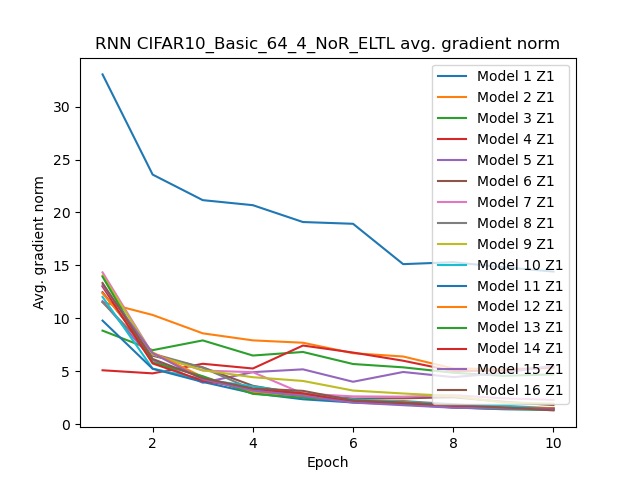 RNN CIFAR10_Basic_64_4_NoR_ELTL avg. gradient norm
Avg. gradient norm
30
25
20
15
10
5
0
2
4
6
8
10
Epoch
Model 1 Z1
Model 2 Z1
Model 3 Z1
Model 4 Z1
Model 5 Z1
Model 6 Z1
Model 7 Z1
Model 8 Z1
Model 9 Z1
Model 10 Z1
Model 11 Z1
Model 12 Z1
Model 13 Z1
Model 14 Z1
Model 15 Z1
Model 16 Z1